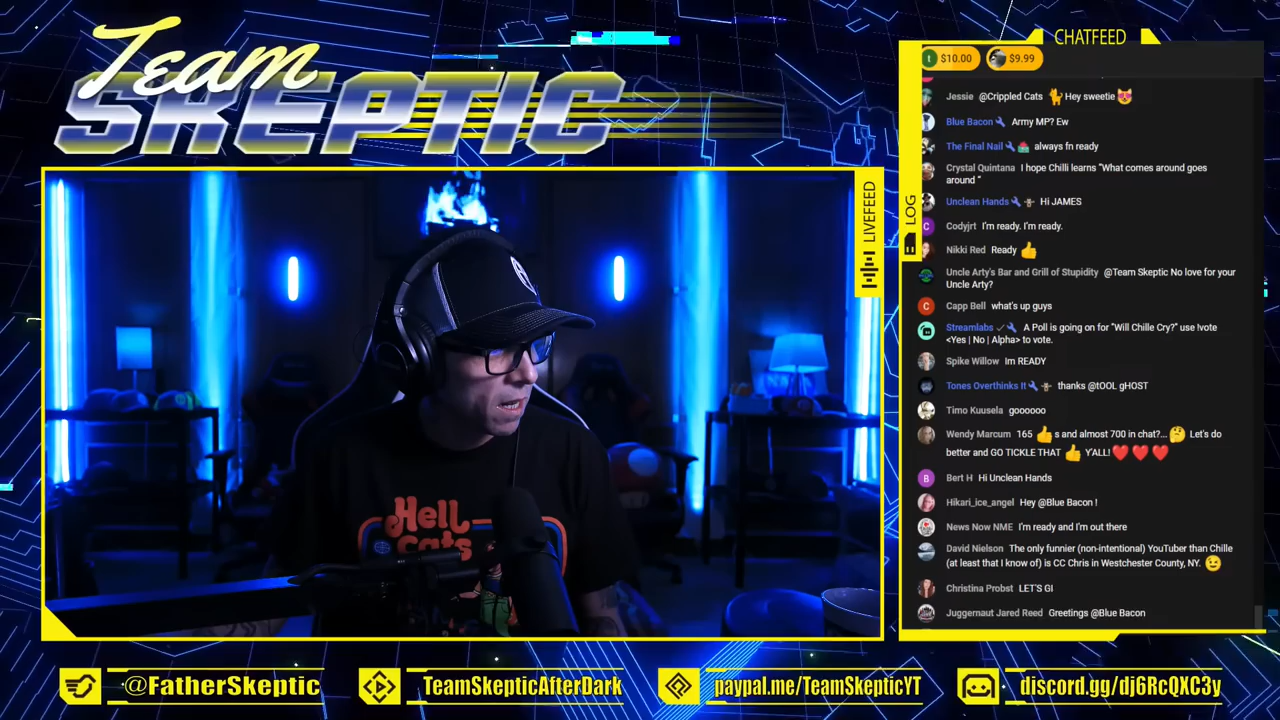 Team
SKEPTIC
LIVEFEED
CHATFEED
LOG
t $10.00 $9.99
Jessie @Crippled Cats 🐈 Hey sweetie 😻
Blue Bacon Army MP? Ew
The Final Nail always fn ready
Crystal Quintana I hope Chilli learns “What comes around goes
around “
Unclean Hands Hi JAMES
C Codyjrt I'm ready. I'm ready.
Nikki Red Ready 👍
Uncle Arty's Bar and Grill of Stupidity @Team Skeptic No love for your
Uncle Arty?
C Capp Bell what's up guys
Streamlabs A Poll is going on for "Will Chille Cry?" use !vote
<Yes | No | Alpha> to vote.
Spike Willow Im READY
Tones Overthinks It thanks @tOOL gHOST
Timo Kuusela goooooo
Wendy Marcum 165 👍 s and almost 700 in chat?... 🤔 Let's do
better and GO TICKLE THAT 👍 Y'ALL! ❤️ ❤️ ❤️
B Bert H Hi Unclean Hands
Hikari_ice_angel Hey @Blue Bacon !
News Now NME I'm ready and I'm out there
David Nielson The only funnier (non-intentional) YouTuber than Chille
(at least that I know of) is CC Chris in Westchester County, NY. 😉
Christina Probst LET'S GI
Juggernaut Jared Reed Greetings @Blue Bacon
Hell
cats
@FatherSkeptic
TeamSkepticAfterDark
paypal.me/TeamSkepticYT
discord.gg/dj6RcQXC3y